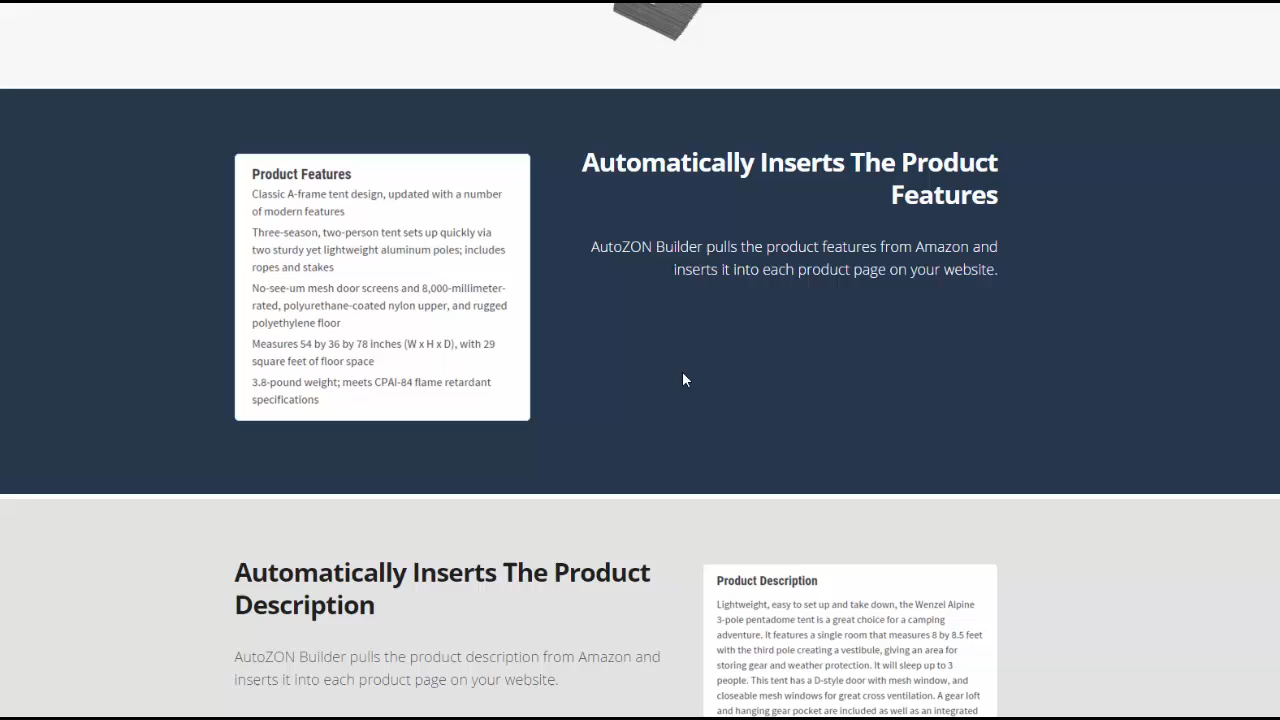 Product Features
Classic A-frame tent design, updated with a number
of modern features
Three-season, two-person tent sets up quickly via
two sturdy yet lightweight aluminum poles; includes
ropes and stakes
No-see-um mesh door screens and 8,000-millimeter-
rated, polyurethane-coated nylon upper, and rugged
polyethylene floor
Measures 54 by 36 by 78 inches (W x H x D), with 29
square feet of floor space
3.8-pound weight; meets CPAI-84 flame retardant
specifications
Automatically Inserts The Product
Features
AutoZON Builder pulls the product features from Amazon and
inserts it into each product page on your website.
Automatically Inserts The Product
Description
AutoZON Builder pulls the product description from Amazon and
inserts it into each product page on your website.
Product Description
Lightweight, easy to set up and take down, the Wenzel Alpine
3-pole pentadome tent is a great choice for a camping
adventure. It features a single room that measures 8 by 8.5 feet
with the third pole creating a vestibule, giving an area for
storing gear and weather protection. It will sleep up to 3
people. This tent has a D-style door with mesh window, and
closeable mesh windows for great cross ventilation. A gear loft
and hanging gear pocket are included as well as an integrated